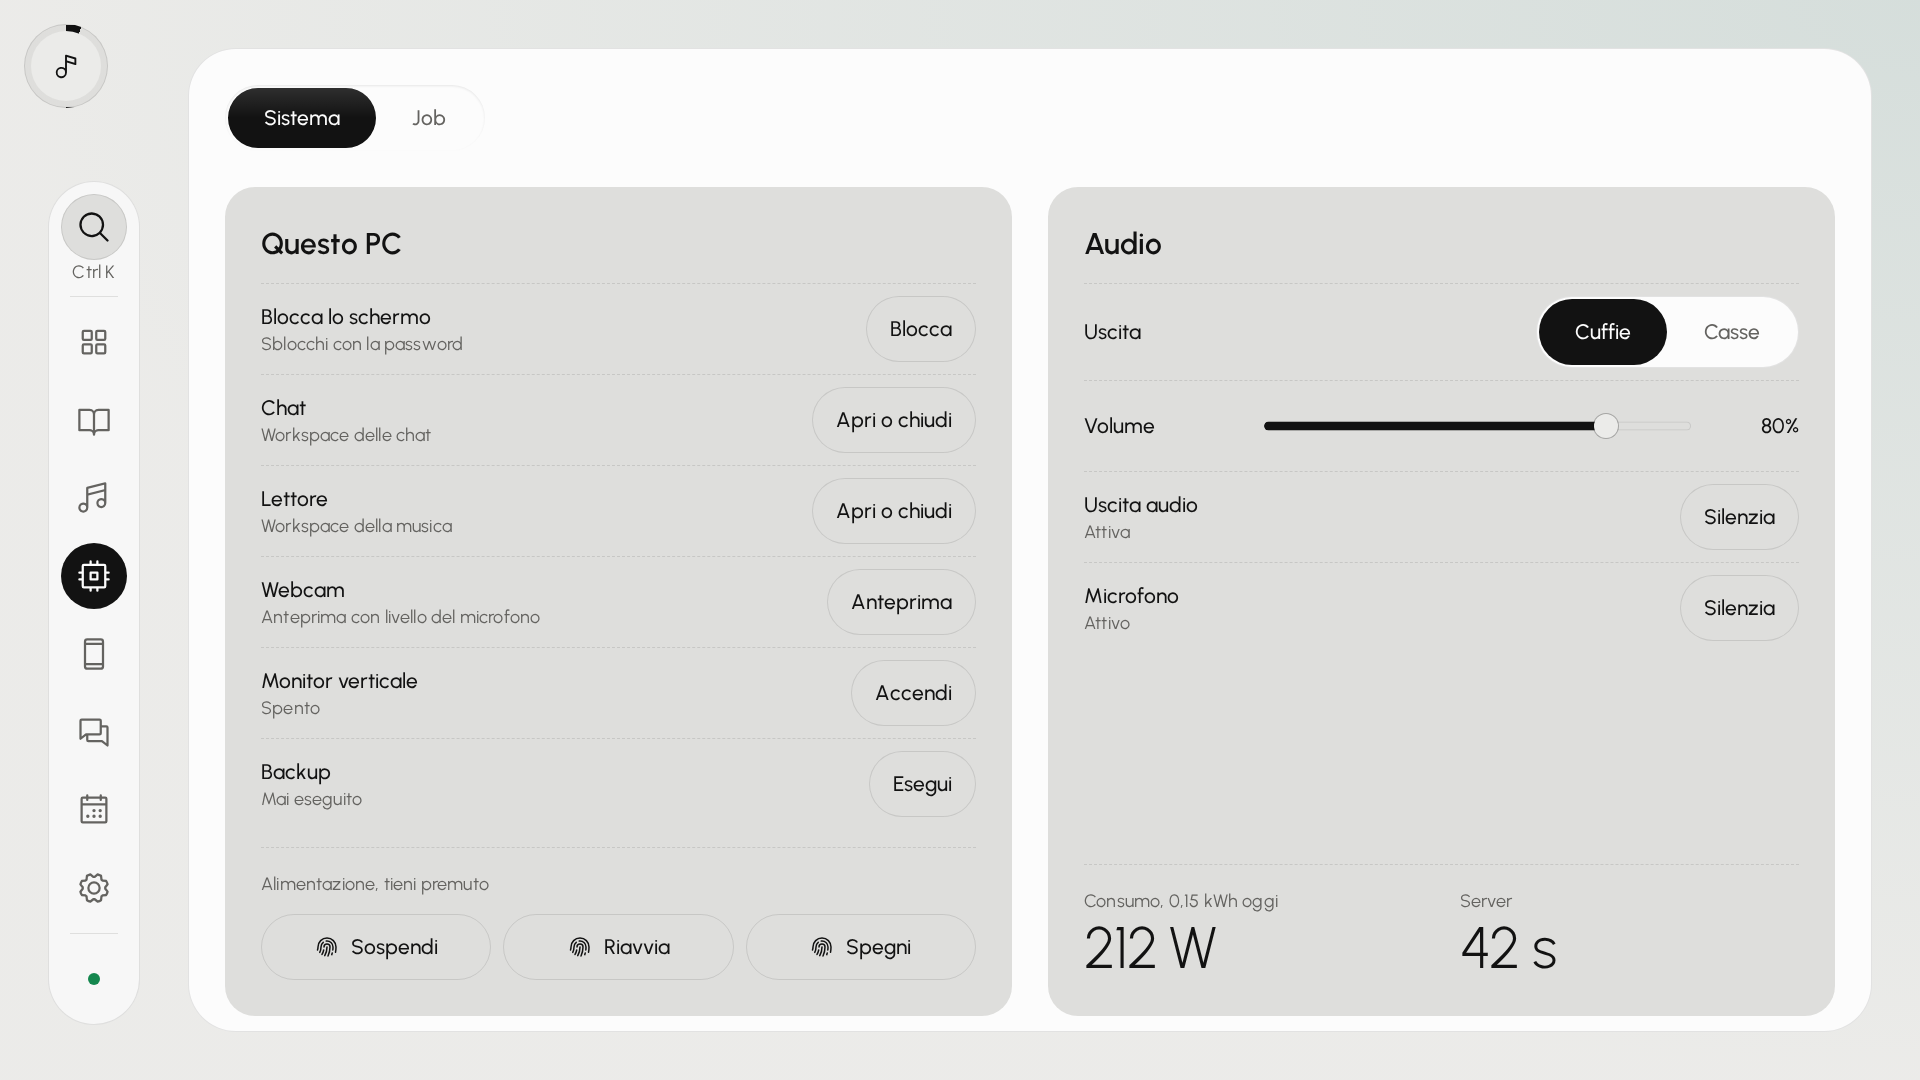 Sistema
Job
Ctrl K
Questo PC
Blocca lo schermo
Sblocchi con la password
Blocca
Chat
Workspace delle chat
Apri o chiudi
Lettore
Workspace della musica
Apri o chiudi
Webcam
Anteprima con livello del microfono
Anteprima
Monitor verticale
Spento
Accendi
Backup
Mai eseguito
Esegui
Alimentazione, tieni premuto
Sospendi
Riavvia
Spegni
Audio
Uscita
Cuffie
Casse
Volume
80%
Uscita audio
Attiva
Silenzia
Microfono
Attivo
Silenzia
Consumo, 0,15 kWh oggi
212 W
Server
42 s